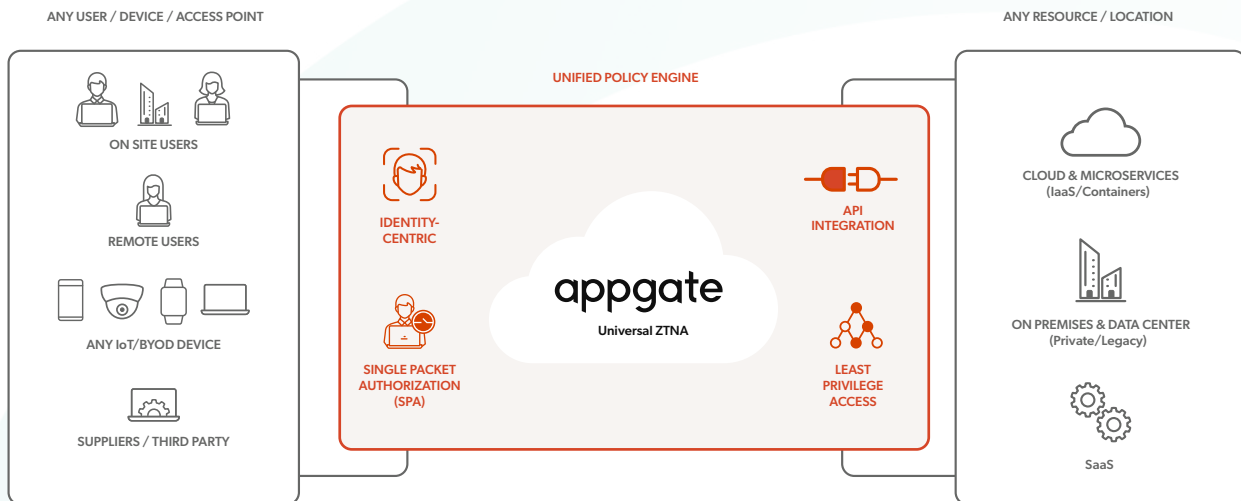 ANY USER / DEVICE / ACCESS POINT
ON SITE USERS
REMOTE USERS
ANY IoT/BYOD DEVICE
SUPPLIERS / THIRD PARTY
UNIFIED POLICY ENGINE
IDENTITY-
CENTRIC
SINGLE PACKET
AUTHORIZATION
(SPA)
appgate
Universal ZTNA
API
INTEGRATION
LEAST
PRIVILEGE
ACCESS
ANY RESOURCE / LOCATION
CLOUD & MICROSERVICES
(IaaS/Containers)
ON PREMISES & DATA CENTER
(Private/Legacy)
SaaS